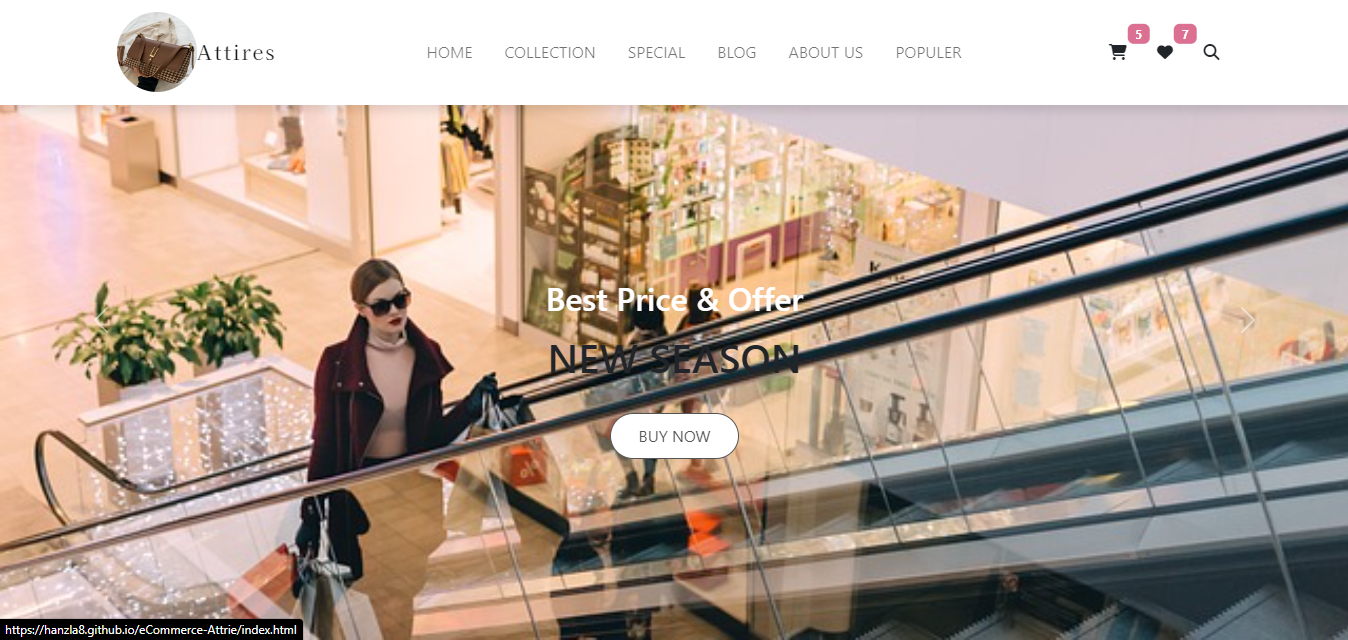 Attires
HOME COLLECTION SPECIAL BLOG ABOUT US POPULER
5 7
Best Price & Offer
NEW SEASON
BUY NOW
https://hanzla8.github.io/eCommerce-Attrie/index.html